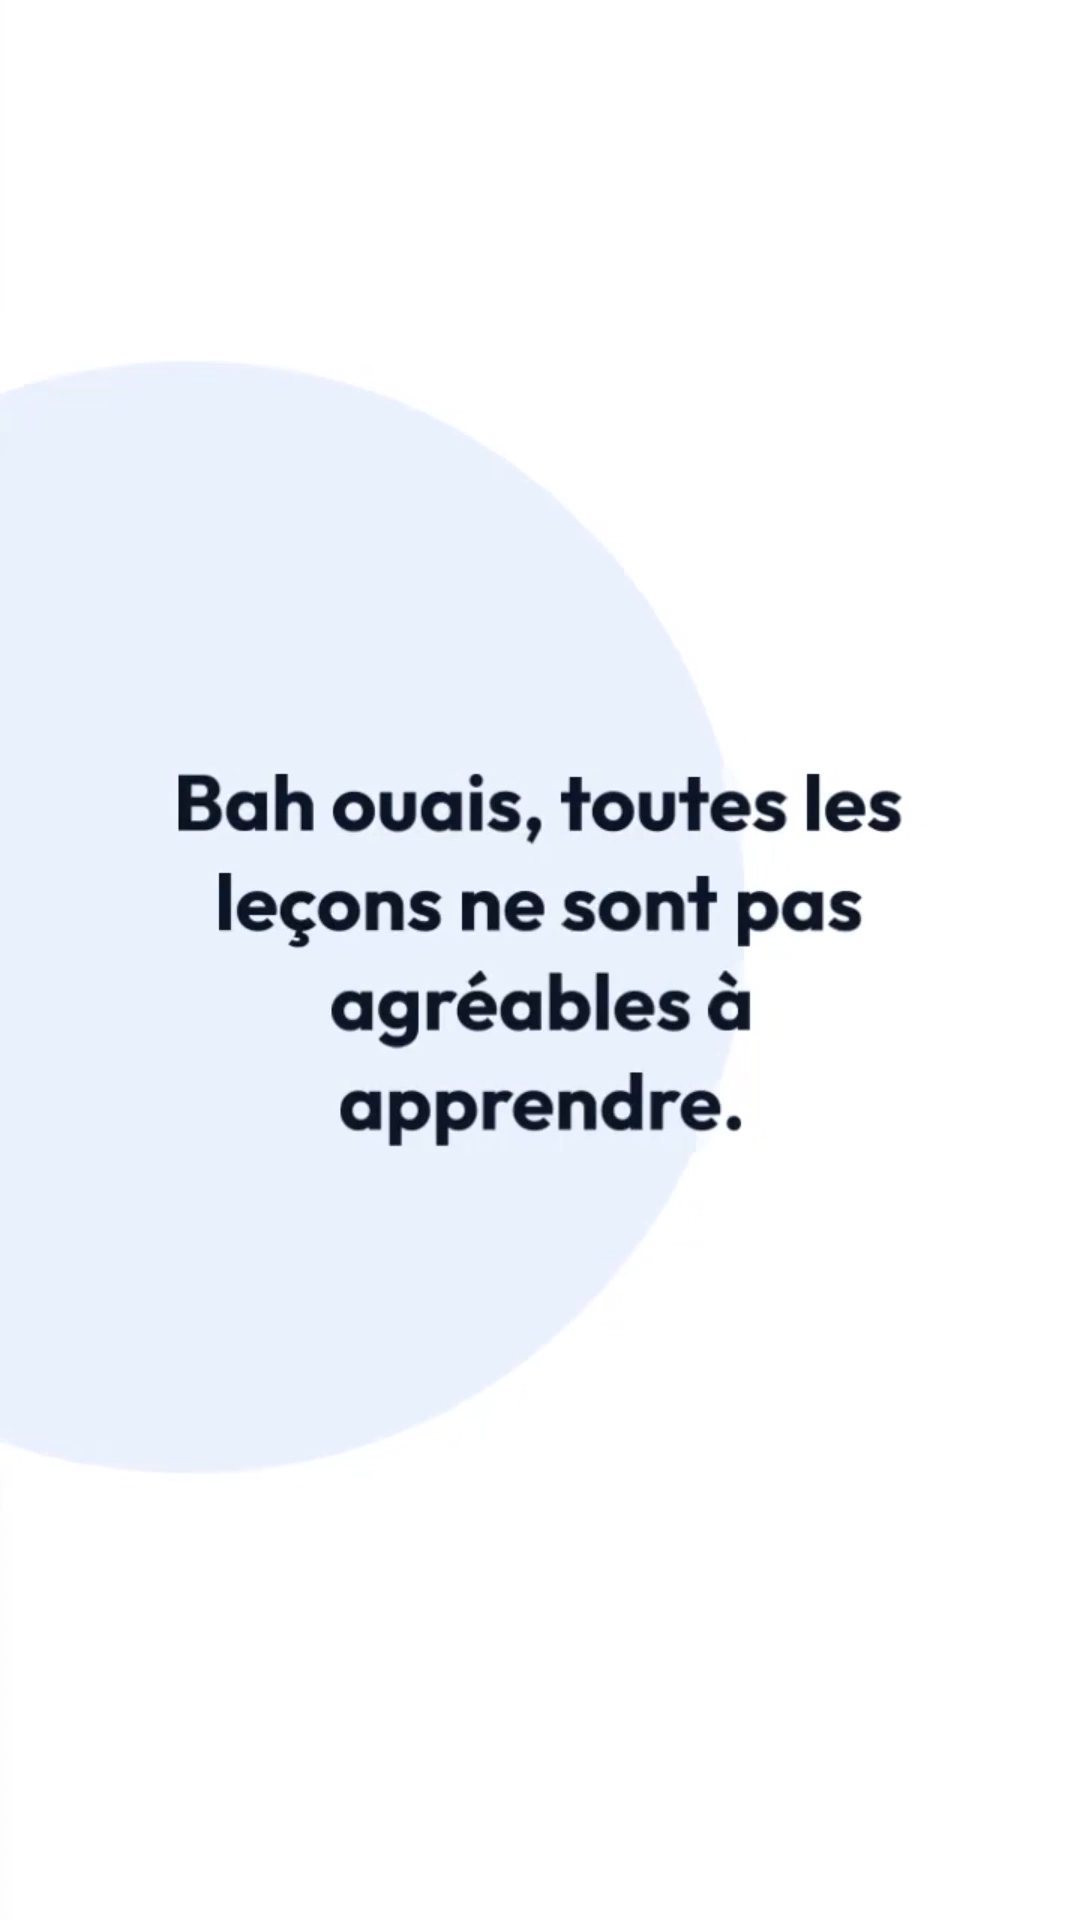 Bah ouais, toutes les
leçons ne sont pas
agréables à
apprendre.